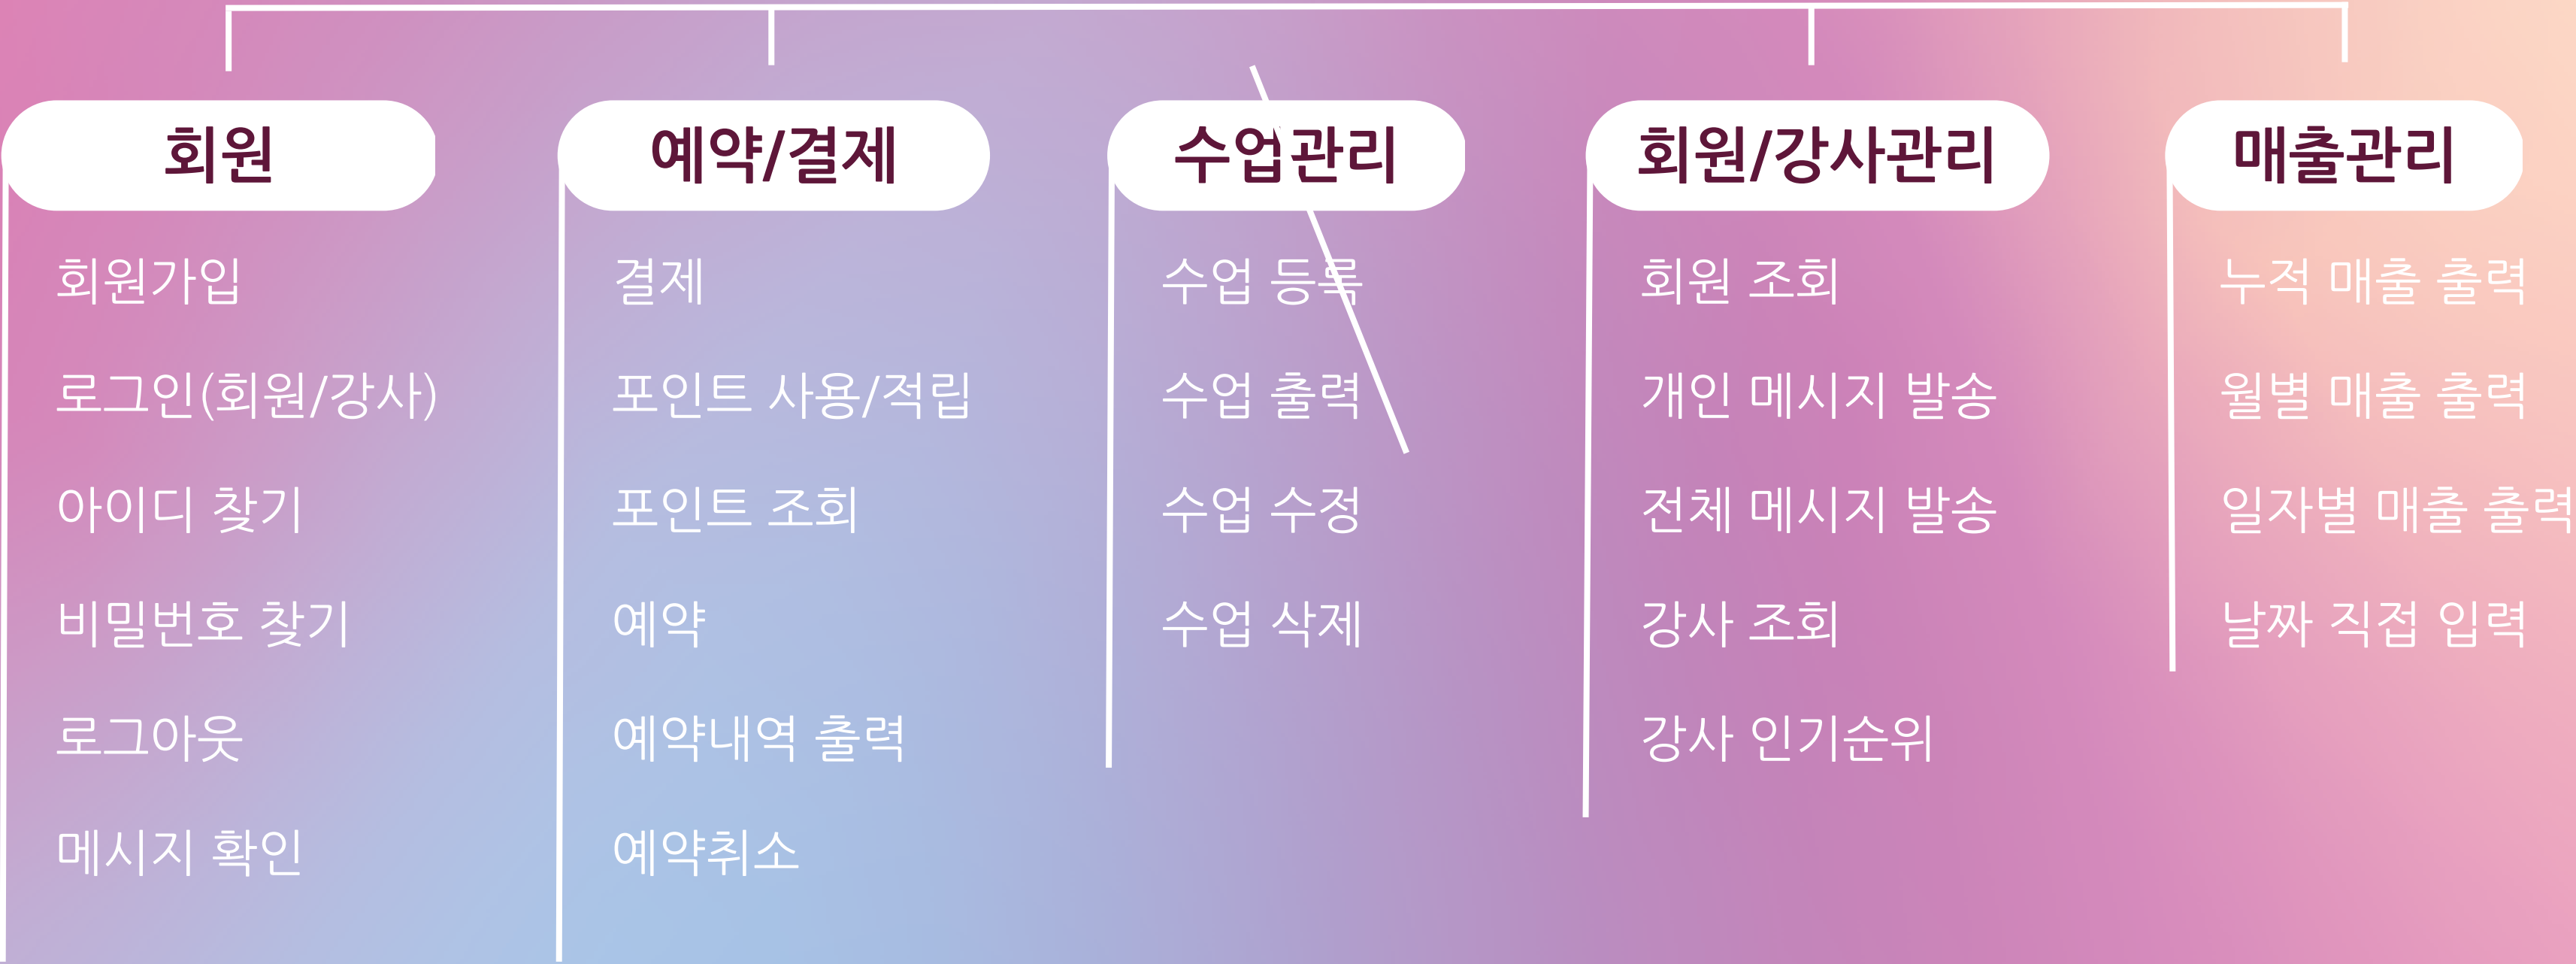 회원
회원가입
로그인(회원/강사)
아이디 찾기
비밀번호 찾기
로그아웃
메시지 확인
예약/결제
결제
포인트 사용/적립
포인트 조회
예약
예약내역 출력
예약취소
수업관리
수업 등록
수업 출력
수업 수정
수업 삭제
회원/강사관리
회원 조회
개인 메시지 발송
전체 메시지 발송
강사 조회
강사 인기순위
매출관리
누적 매출 출력
월별 매출 출력
일자별 매출 출력
날짜 직접 입력